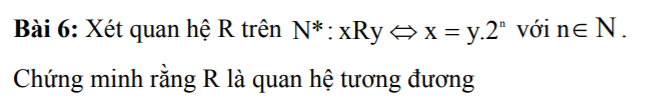 Bài 6: Xét quan hệ R trên N*: xRy ⇔ x = y.2ⁿ với n∈ N.
Chứng minh rằng R là quan hệ tương đương